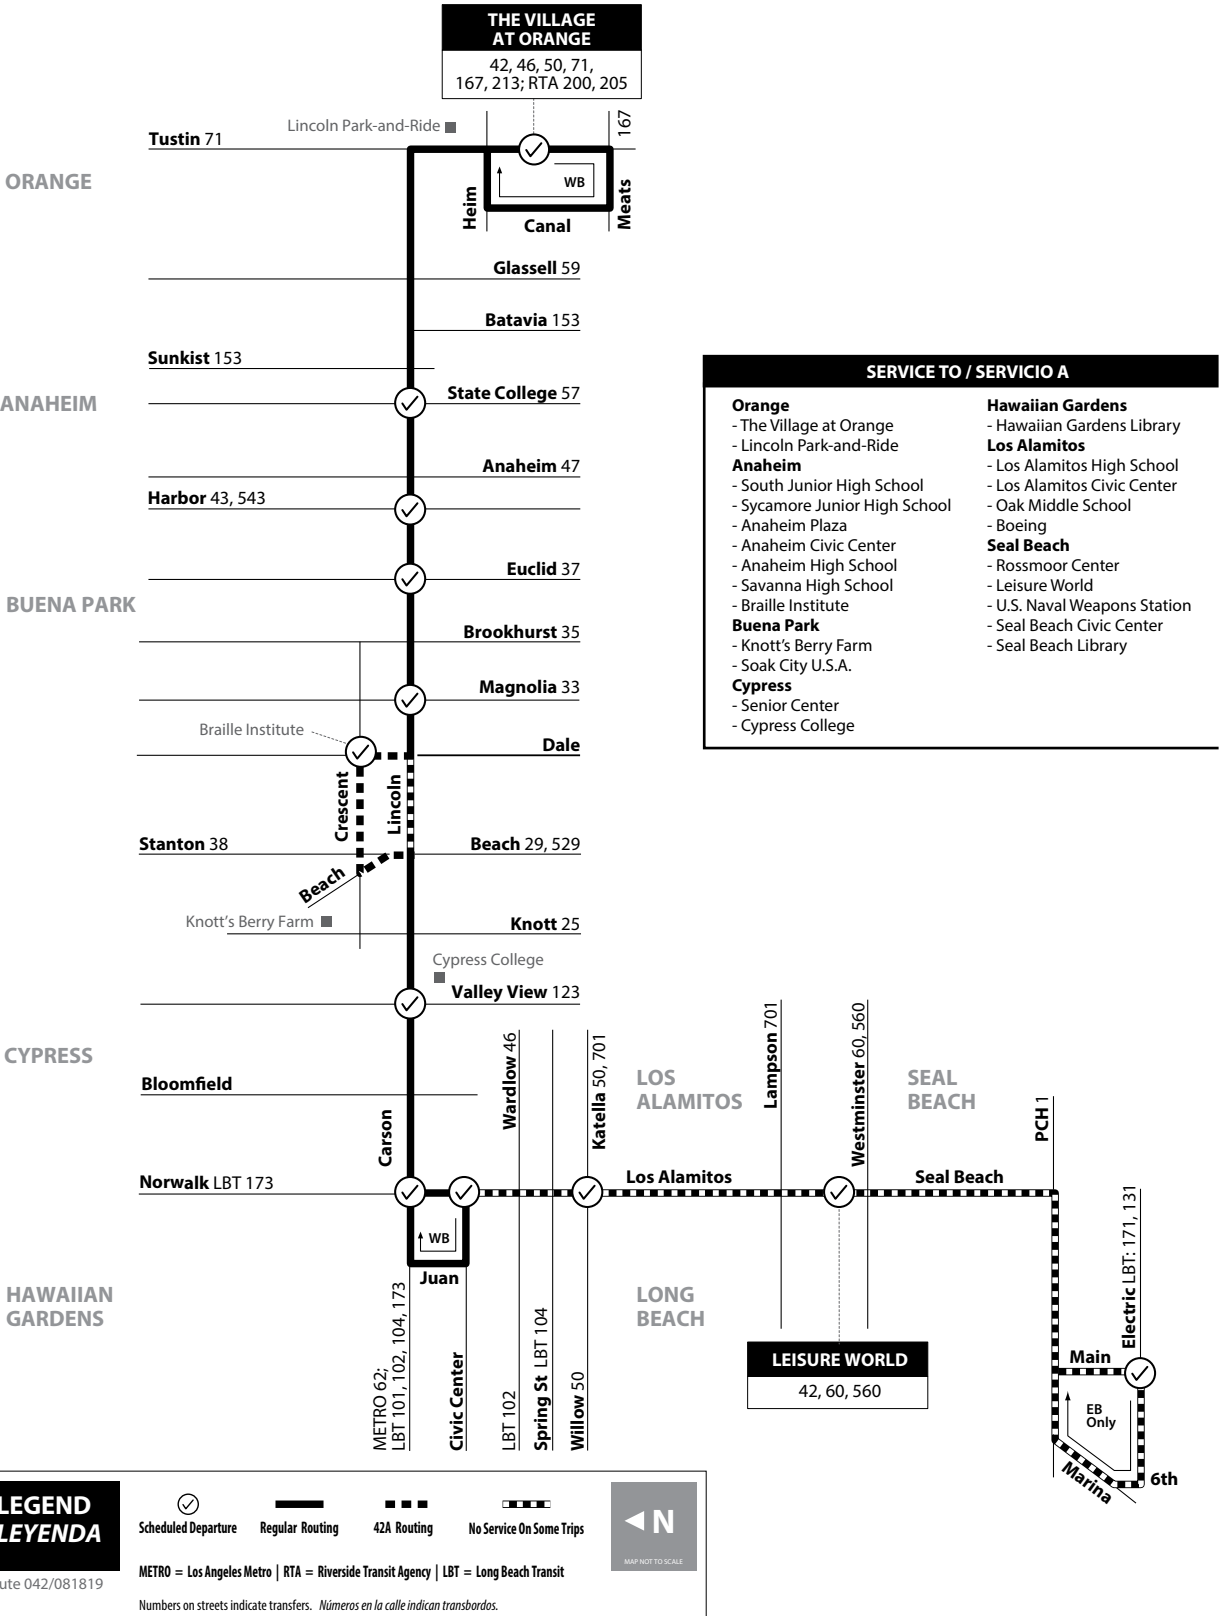 THE VILLAGE
AT ORANGE
42, 46, 50, 71,
167, 213; RTA 200, 205
Lincoln Park-and-Ride
167
Tustin 71
ORANGE
WB
Heim
Meats
Canal
Glassell 59
Batavia 153
Sunkist 153
State College 57
ANAHEIM
Anaheim 47
Harbor 43, 543
Euclid 37
BUENA PARK
Brookhurst 35
Magnolia 33
Braille Institute
Dale
Crescent
Lincoln
Stanton 38
Beach 29, 529
Beach
Knott's Berry Farm
Knott 25
Cypress College
Valley View 123
CYPRESS
Bloomfield
Carson
Wardlow 46
Katella 50, 701
LOS
ALAMITOS
Lampson 701
Westminster 60, 560
SEAL
BEACH
PCH 1
Norwalk LBT 173
Los Alamitos
Seal Beach
WB
Juan
HAWAIIAN
GARDENS
METRO 62;
LBT 101, 102, 104, 173
Civic Center
LBT 102
Spring St LBT 104
Willow 50
LONG
BEACH
LEISURE WORLD
42, 60, 560
Electric LBT: 171, 131
Main
EB
Only
Marina
6th
SERVICE TO / SERVICIO A
Orange
- The Village at Orange
- Lincoln Park-and-Ride
Anaheim
- South Junior High School
- Sycamore Junior High School
- Anaheim Plaza
- Anaheim Civic Center
- Anaheim High School
- Savanna High School
- Braille Institute
Buena Park
- Knott's Berry Farm
- Soak City U.S.A.
Cypress
- Senior Center
- Cypress College
Hawaiian Gardens
- Hawaiian Gardens Library
Los Alamitos
- Los Alamitos High School
- Los Alamitos Civic Center
- Oak Middle School
- Boeing
Seal Beach
- Rossmoor Center
- Leisure World
- U.S. Naval Weapons Station
- Seal Beach Civic Center
- Seal Beach Library
LEGEND
LEYENDA
ute 042/081819
Scheduled Departure
Regular Routing
42A Routing
No Service On Some Trips
METRO = Los Angeles Metro | RTA = Riverside Transit Agency | LBT = Long Beach Transit
Numbers on streets indicate transfers. Números en la calle indican transbordos.
N
MAP NOT TO SCALE